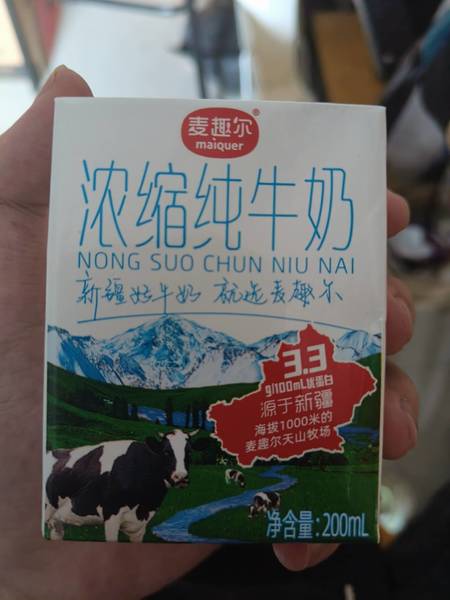 麦趣尔®
maiquer
浓缩纯牛奶
NONG SUO CHUN NIU NAI
新疆好牛奶 就选麦趣尔
3.3
g/100mL优蛋白
源于新疆
海拔1000米的
麦趣尔天山牧场
净含量:200mL